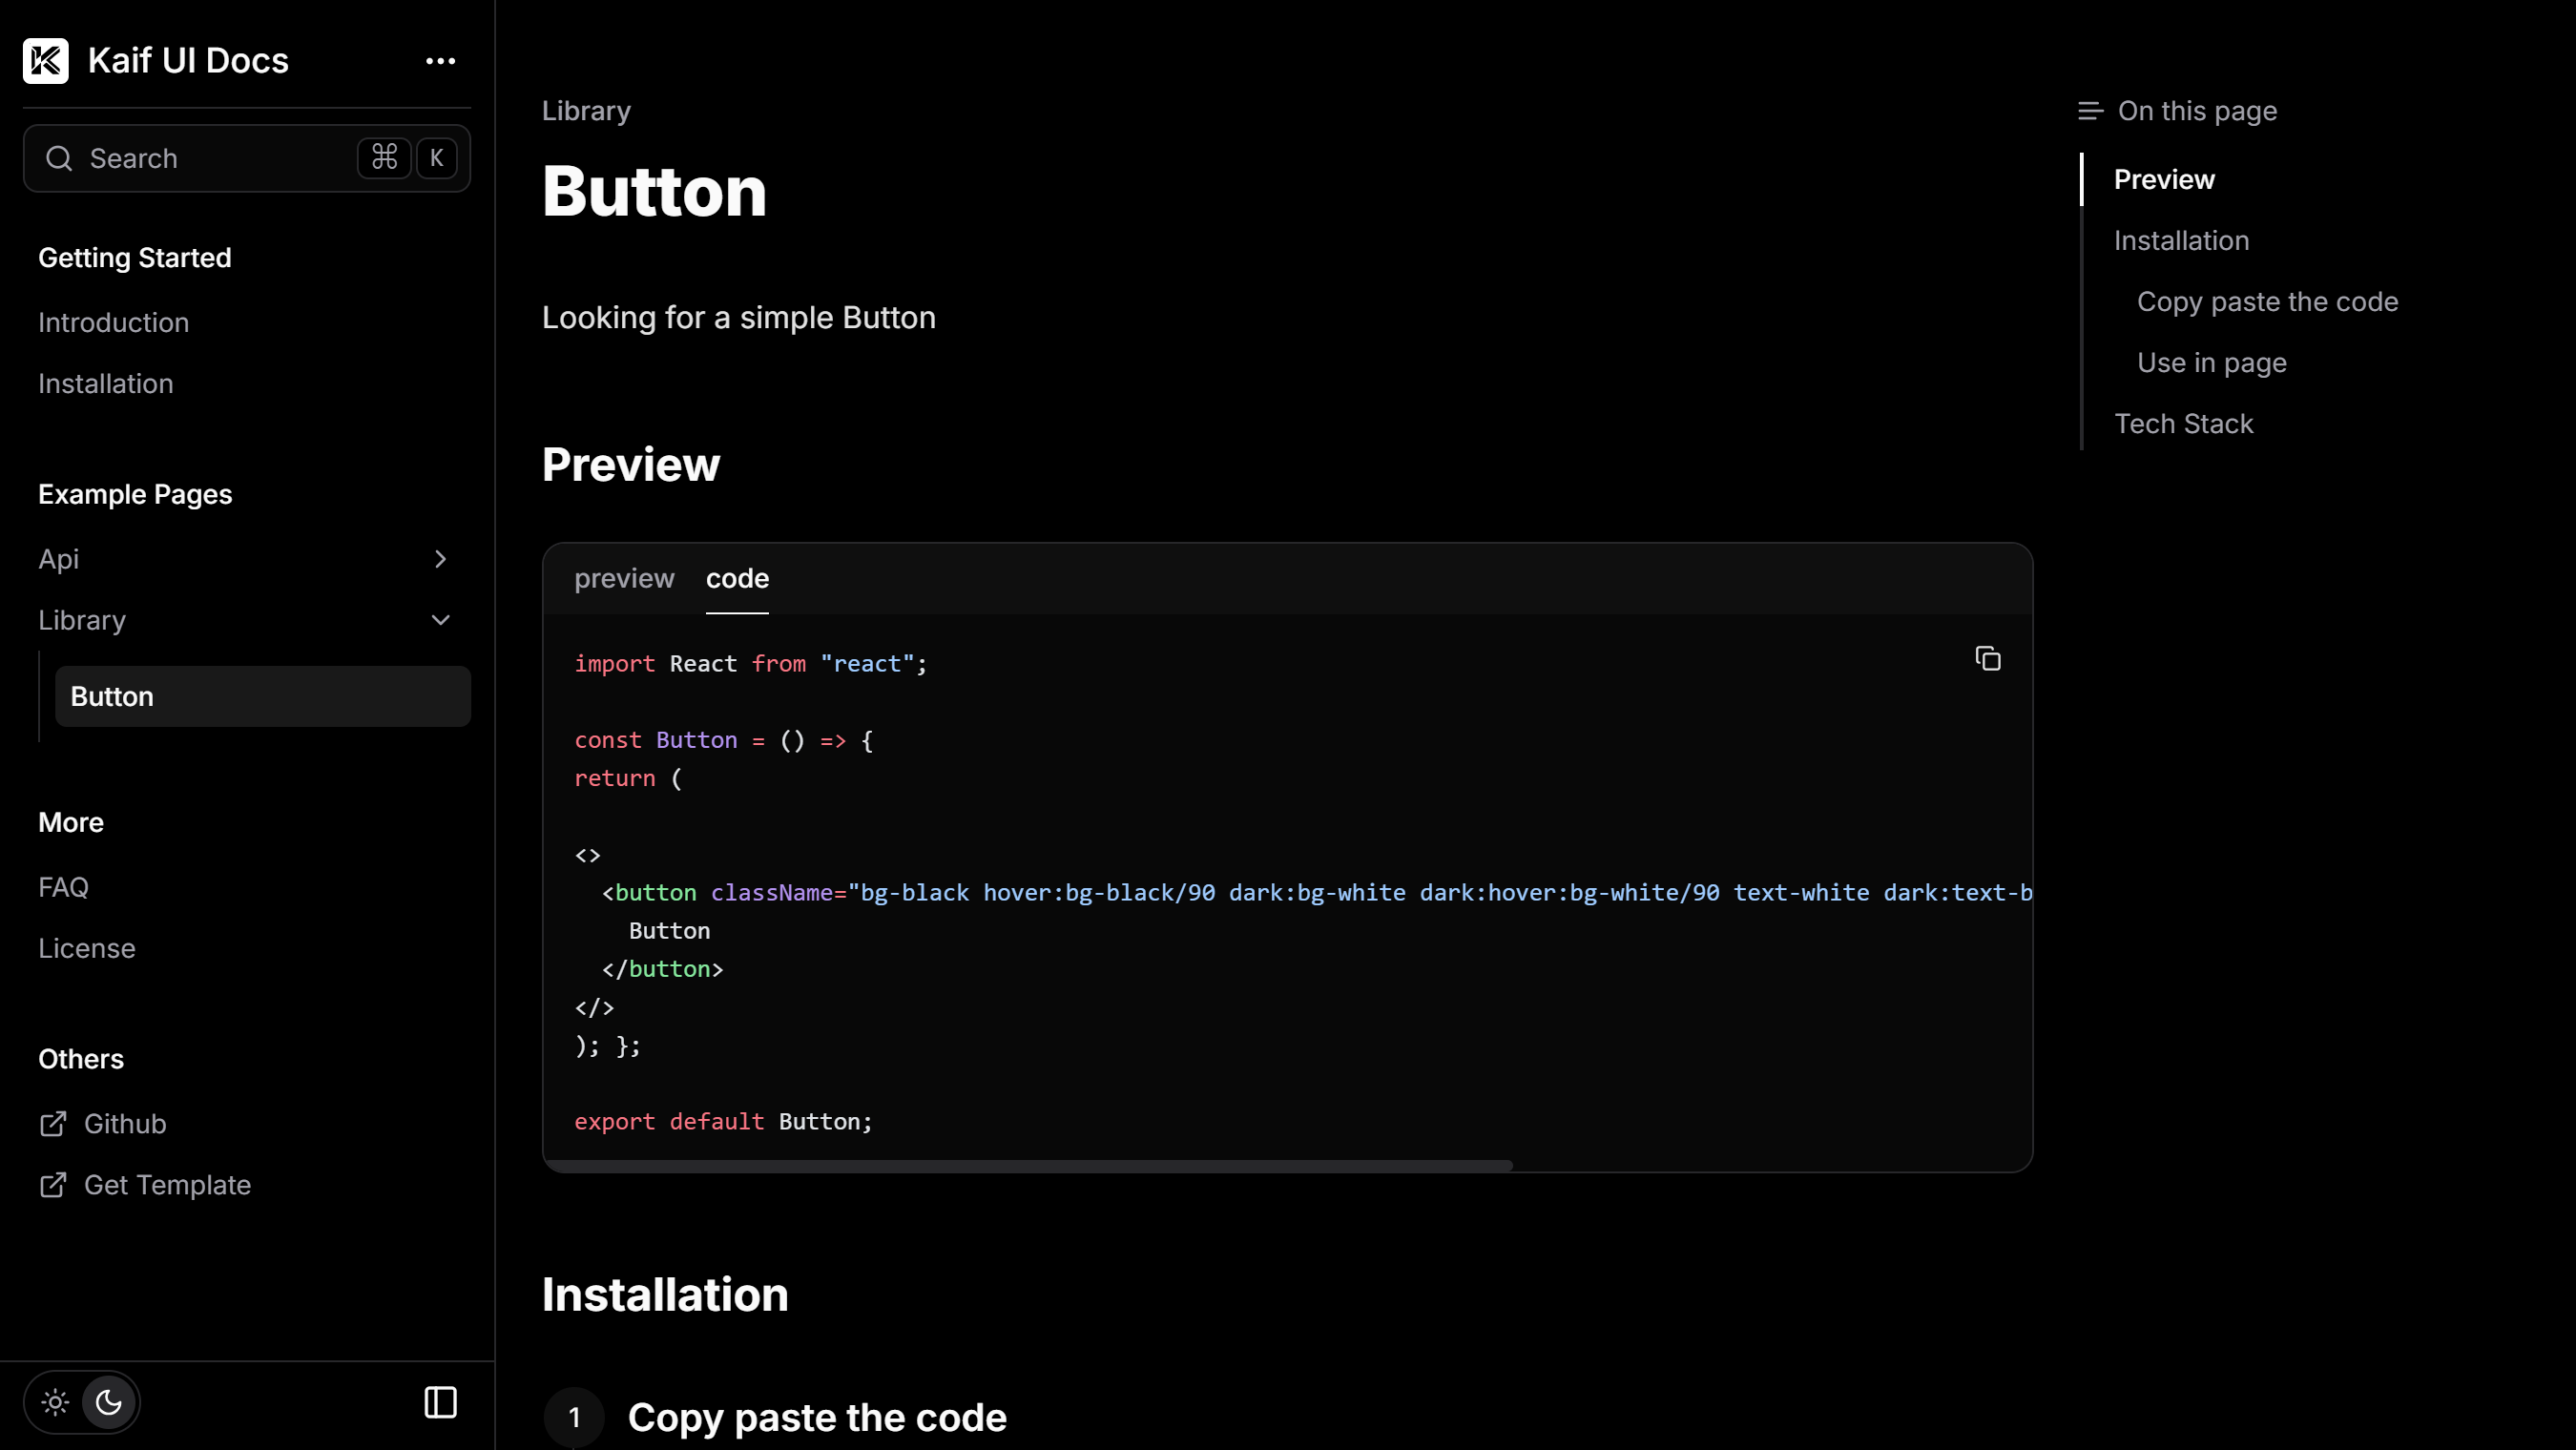 Kaif UI Docs
Search ⌘ K
Getting Started
Introduction
Installation
Example Pages
Api
Library
Button
More
FAQ
License
Others
Github
Get Template
Library
Button
Looking for a simple Button
Preview
preview code
import React from "react";
const Button = () => {
return (
<>
<button className="bg-black hover:bg-black/90 dark:bg-white dark:hover:bg-white/90 text-white dark:text-b
Button
</button>
</>
); };
export default Button;
Installation
1 Copy paste the code
On this page
Preview
Installation
Copy paste the code
Use in page
Tech Stack